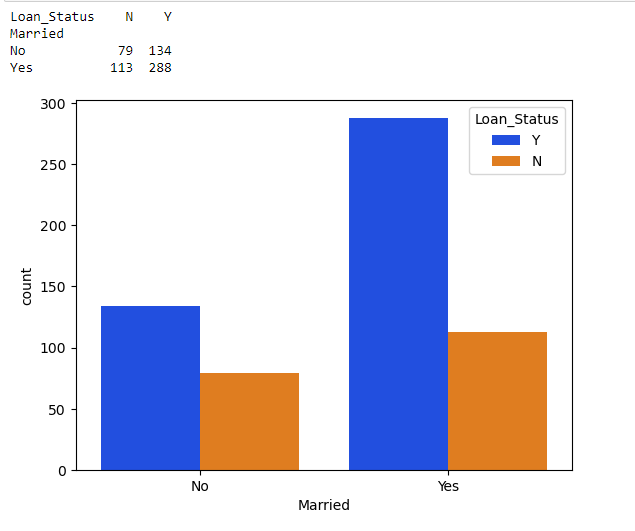 Loan_Status    N    Y
Married
No            79  134
Yes          113  288
300
250
200
150
100
50
0
count
Loan_Status
Y
N
No Yes
Married